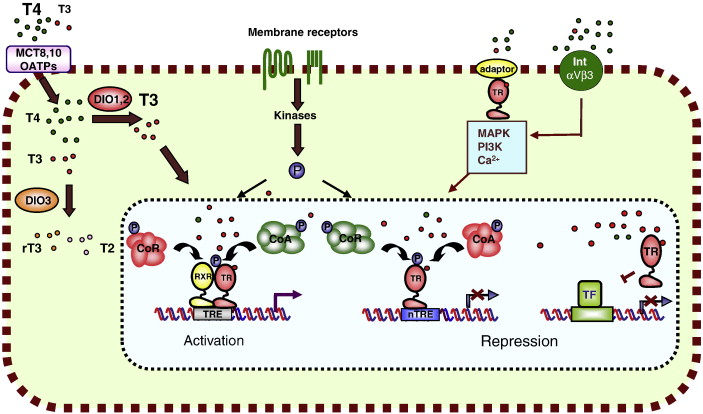 T4 T3
MCT8,10
OATPs
Membrane receptors
adaptor
TR
Int
αVβ3
DIO1,2
T3
T4
Kinases
MAPK
PI3K
Ca2+
T3
P
DIO3
rT3
T2
P
CoR
CoA
P
P
CoR
CoA
P
P
RXR
TR
TRE
P
TR
nTRE
TR
TF
Activation
Repression